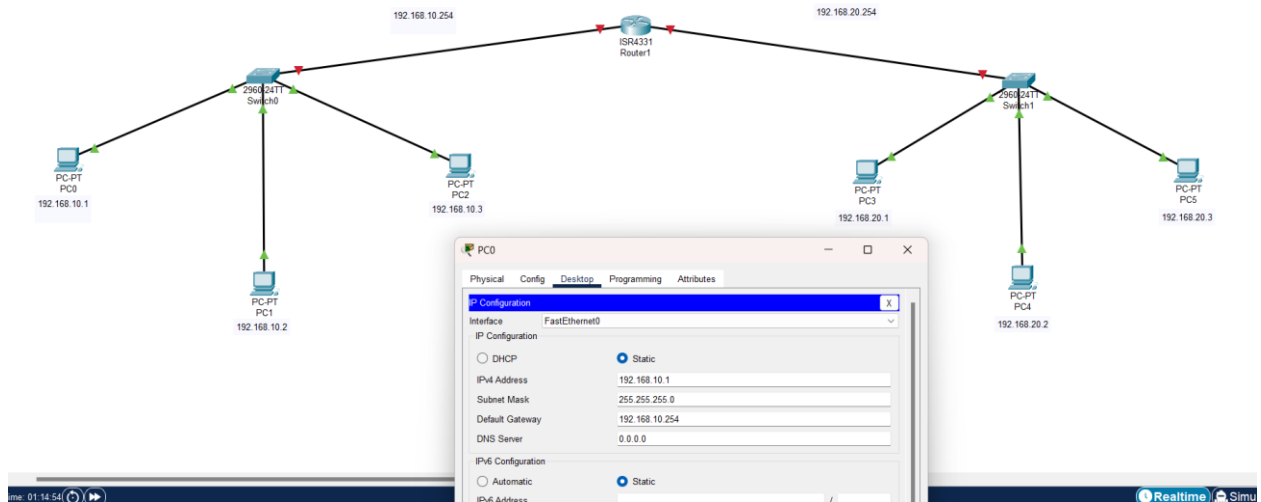 192.168.10.254
192.168.20.254
ISR4331
Router1
2960-24TT
Switch0
2960-24TT
Switch1
PC-PT
PC0
192.168.10.1
PC-PT
PC2
192.168.10.3
PC-PT
PC1
192.168.10.2
PC-PT
PC3
192.168.20.1
PC-PT
PC5
192.168.20.3
PC-PT
PC4
192.168.20.2
PC0
Physical Config Desktop Programming Attributes
IP Configuration X
Interface FastEthernet0
IP Configuration
DHCP Static
IPv4 Address 192.168.10.1
Subnet Mask 255.255.255.0
Default Gateway 192.168.10.254
DNS Server 0.0.0.0
IPv6 Configuration
Automatic Static
IPv6 Address /
ime: 01:14:54 Realtime Simu